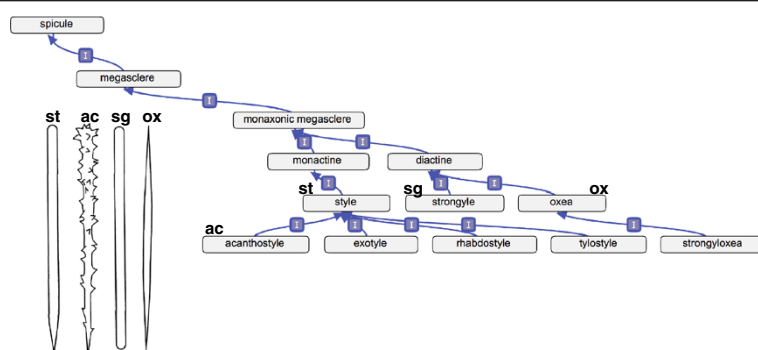 spicule
I
megasclere
I
monaxonic megasclere
st ac sg ox
I I
monactine diactine
st I sg I I ox
style strongyle oxea
ac I I I I I
acanthostyle exotyle rhabdostyle tylostyle strongyloxea